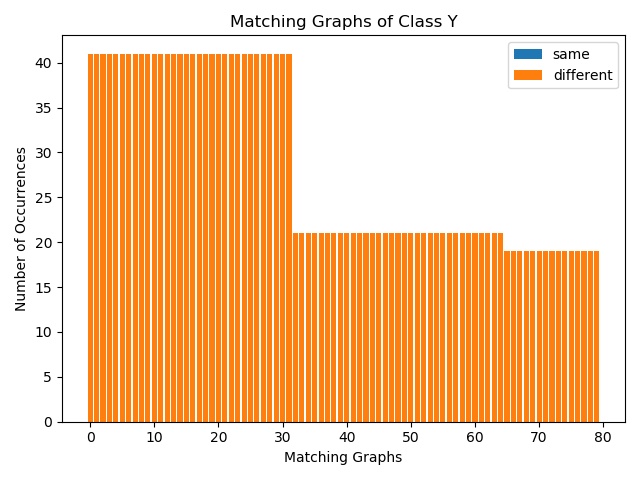 Matching Graphs of Class Y
same
different
Number of Occurrences
40
35
30
25
20
15
10
5
0
0 10 20 30 40 50 60 70 80
Matching Graphs